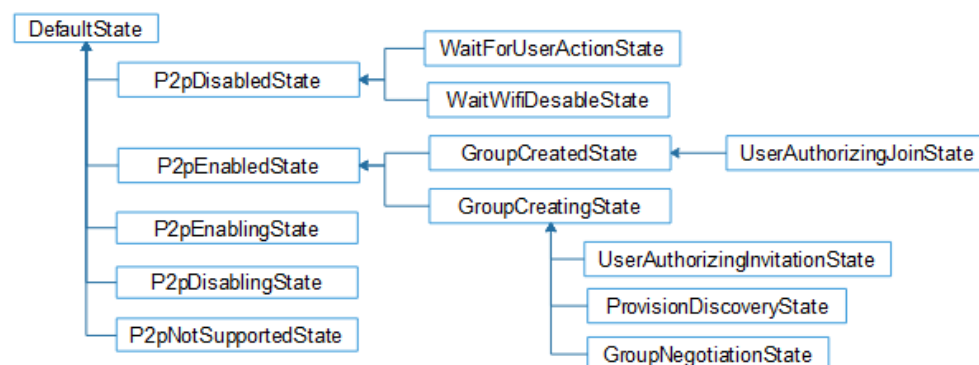 DefaultState
WaitForUserActionState
P2pDisabledState
WaitWifiDesableState
GroupCreatedState
UserAuthorizingJoinState
P2pEnabledState
GroupCreatingState
P2pEnablingState
UserAuthorizingInvitationState
P2pDisablingState
ProvisionDiscoveryState
P2pNotSupportedState
GroupNegotiationState